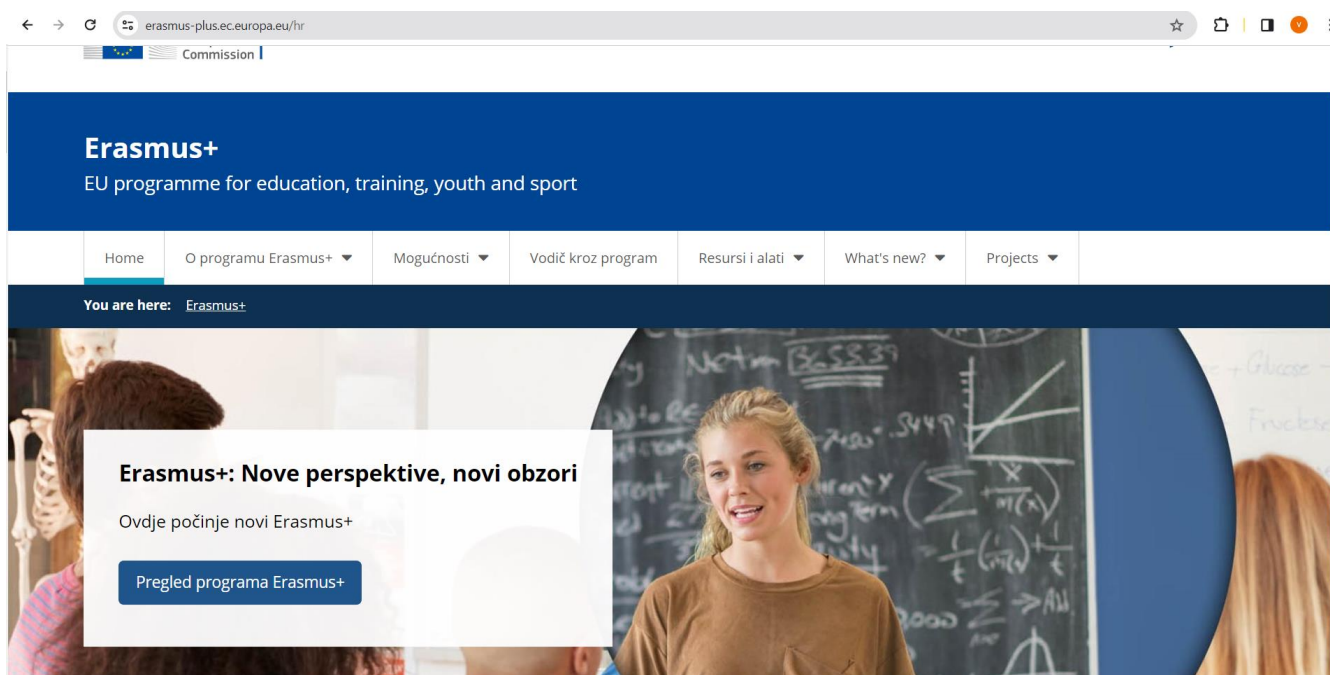 erasmus-plus.ec.europa.eu/hr
V
Commission
Erasmus+
EU programme for education, training, youth and sport
Home O programu Erasmus+ Mogućnosti Vodič kroz program Resursi i alati What's new? Projects
You are here: Erasmus+
Erasmus+: Nove perspektive, novi obzori
Ovdje počinje novi Erasmus+
Pregled programa Erasmus+
Glucose